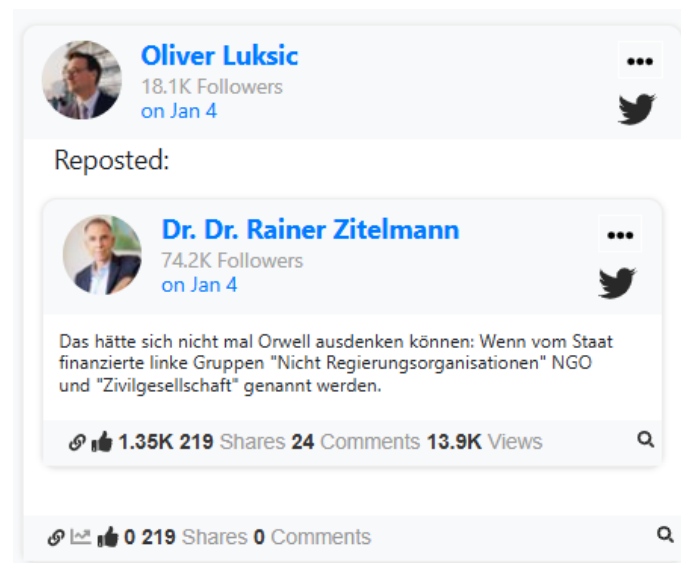 Oliver Luksic
18.1K Followers
on Jan 4
Reposted:
Dr. Dr. Rainer Zitelmann
74.2K Followers
on Jan 4
Das hätte sich nicht mal Orwell ausdenken können: Wenn vom Staat
finanzierte linke Gruppen "Nicht Regierungsorganisationen" NGO
und "Zivilgesellschaft" genannt werden.
1.35K 219 Shares 24 Comments 13.9K Views
0 219 Shares 0 Comments